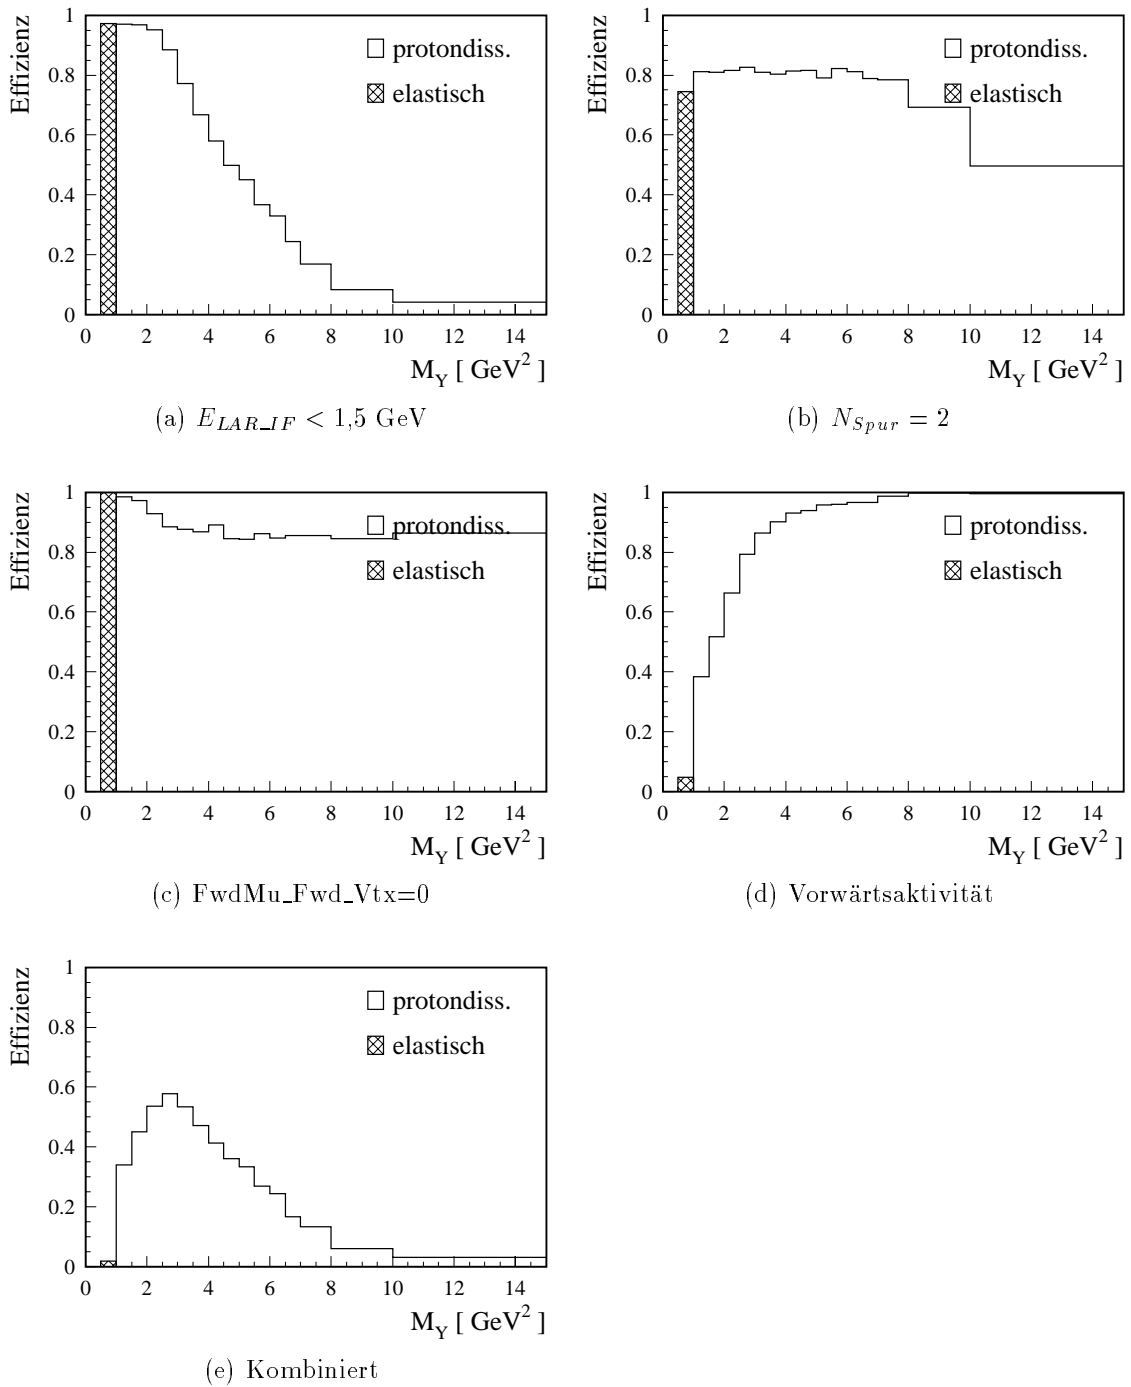 Effizienz
1
0.8
0.6
0.4
0.2
0
0 2 4 6 8 10 12 14
M_Y [ GeV^2 ]
protondiss.
elastisch
(a) E_{LAR_IF} < 1,5 GeV
Effizienz
1
0.8
0.6
0.4
0.2
0
0 2 4 6 8 10 12 14
M_Y [ GeV^2 ]
protondiss.
elastisch
(b) N_{Spur} = 2
Effizienz
1
0.8
0.6
0.4
0.2
0
0 2 4 6 8 10 12 14
M_Y [ GeV^2 ]
protondiss.
elastisch
(c) FwdMu_Fwd_Vtx=0
Effizienz
1
0.8
0.6
0.4
0.2
0
0 2 4 6 8 10 12 14
M_Y [ GeV^2 ]
protondiss.
elastisch
(d) Vorwärtsaktivität
Effizienz
1
0.8
0.6
0.4
0.2
0
0 2 4 6 8 10 12 14
M_Y [ GeV^2 ]
protondiss.
elastisch
(e) Kombiniert